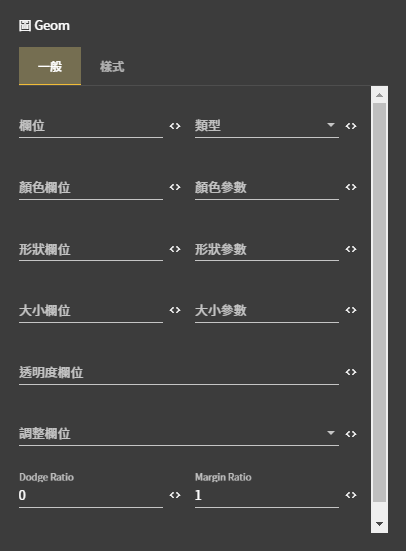 圖 Geom
一般 樣式
欄位 <> 類型 <>
顏色欄位 <> 顏色參數 <>
形狀欄位 <> 形狀參數 <>
大小欄位 <> 大小參數 <>
透明度欄位 <>
調整欄位 <>
Dodge Ratio Margin Ratio
0 <> 1 <>